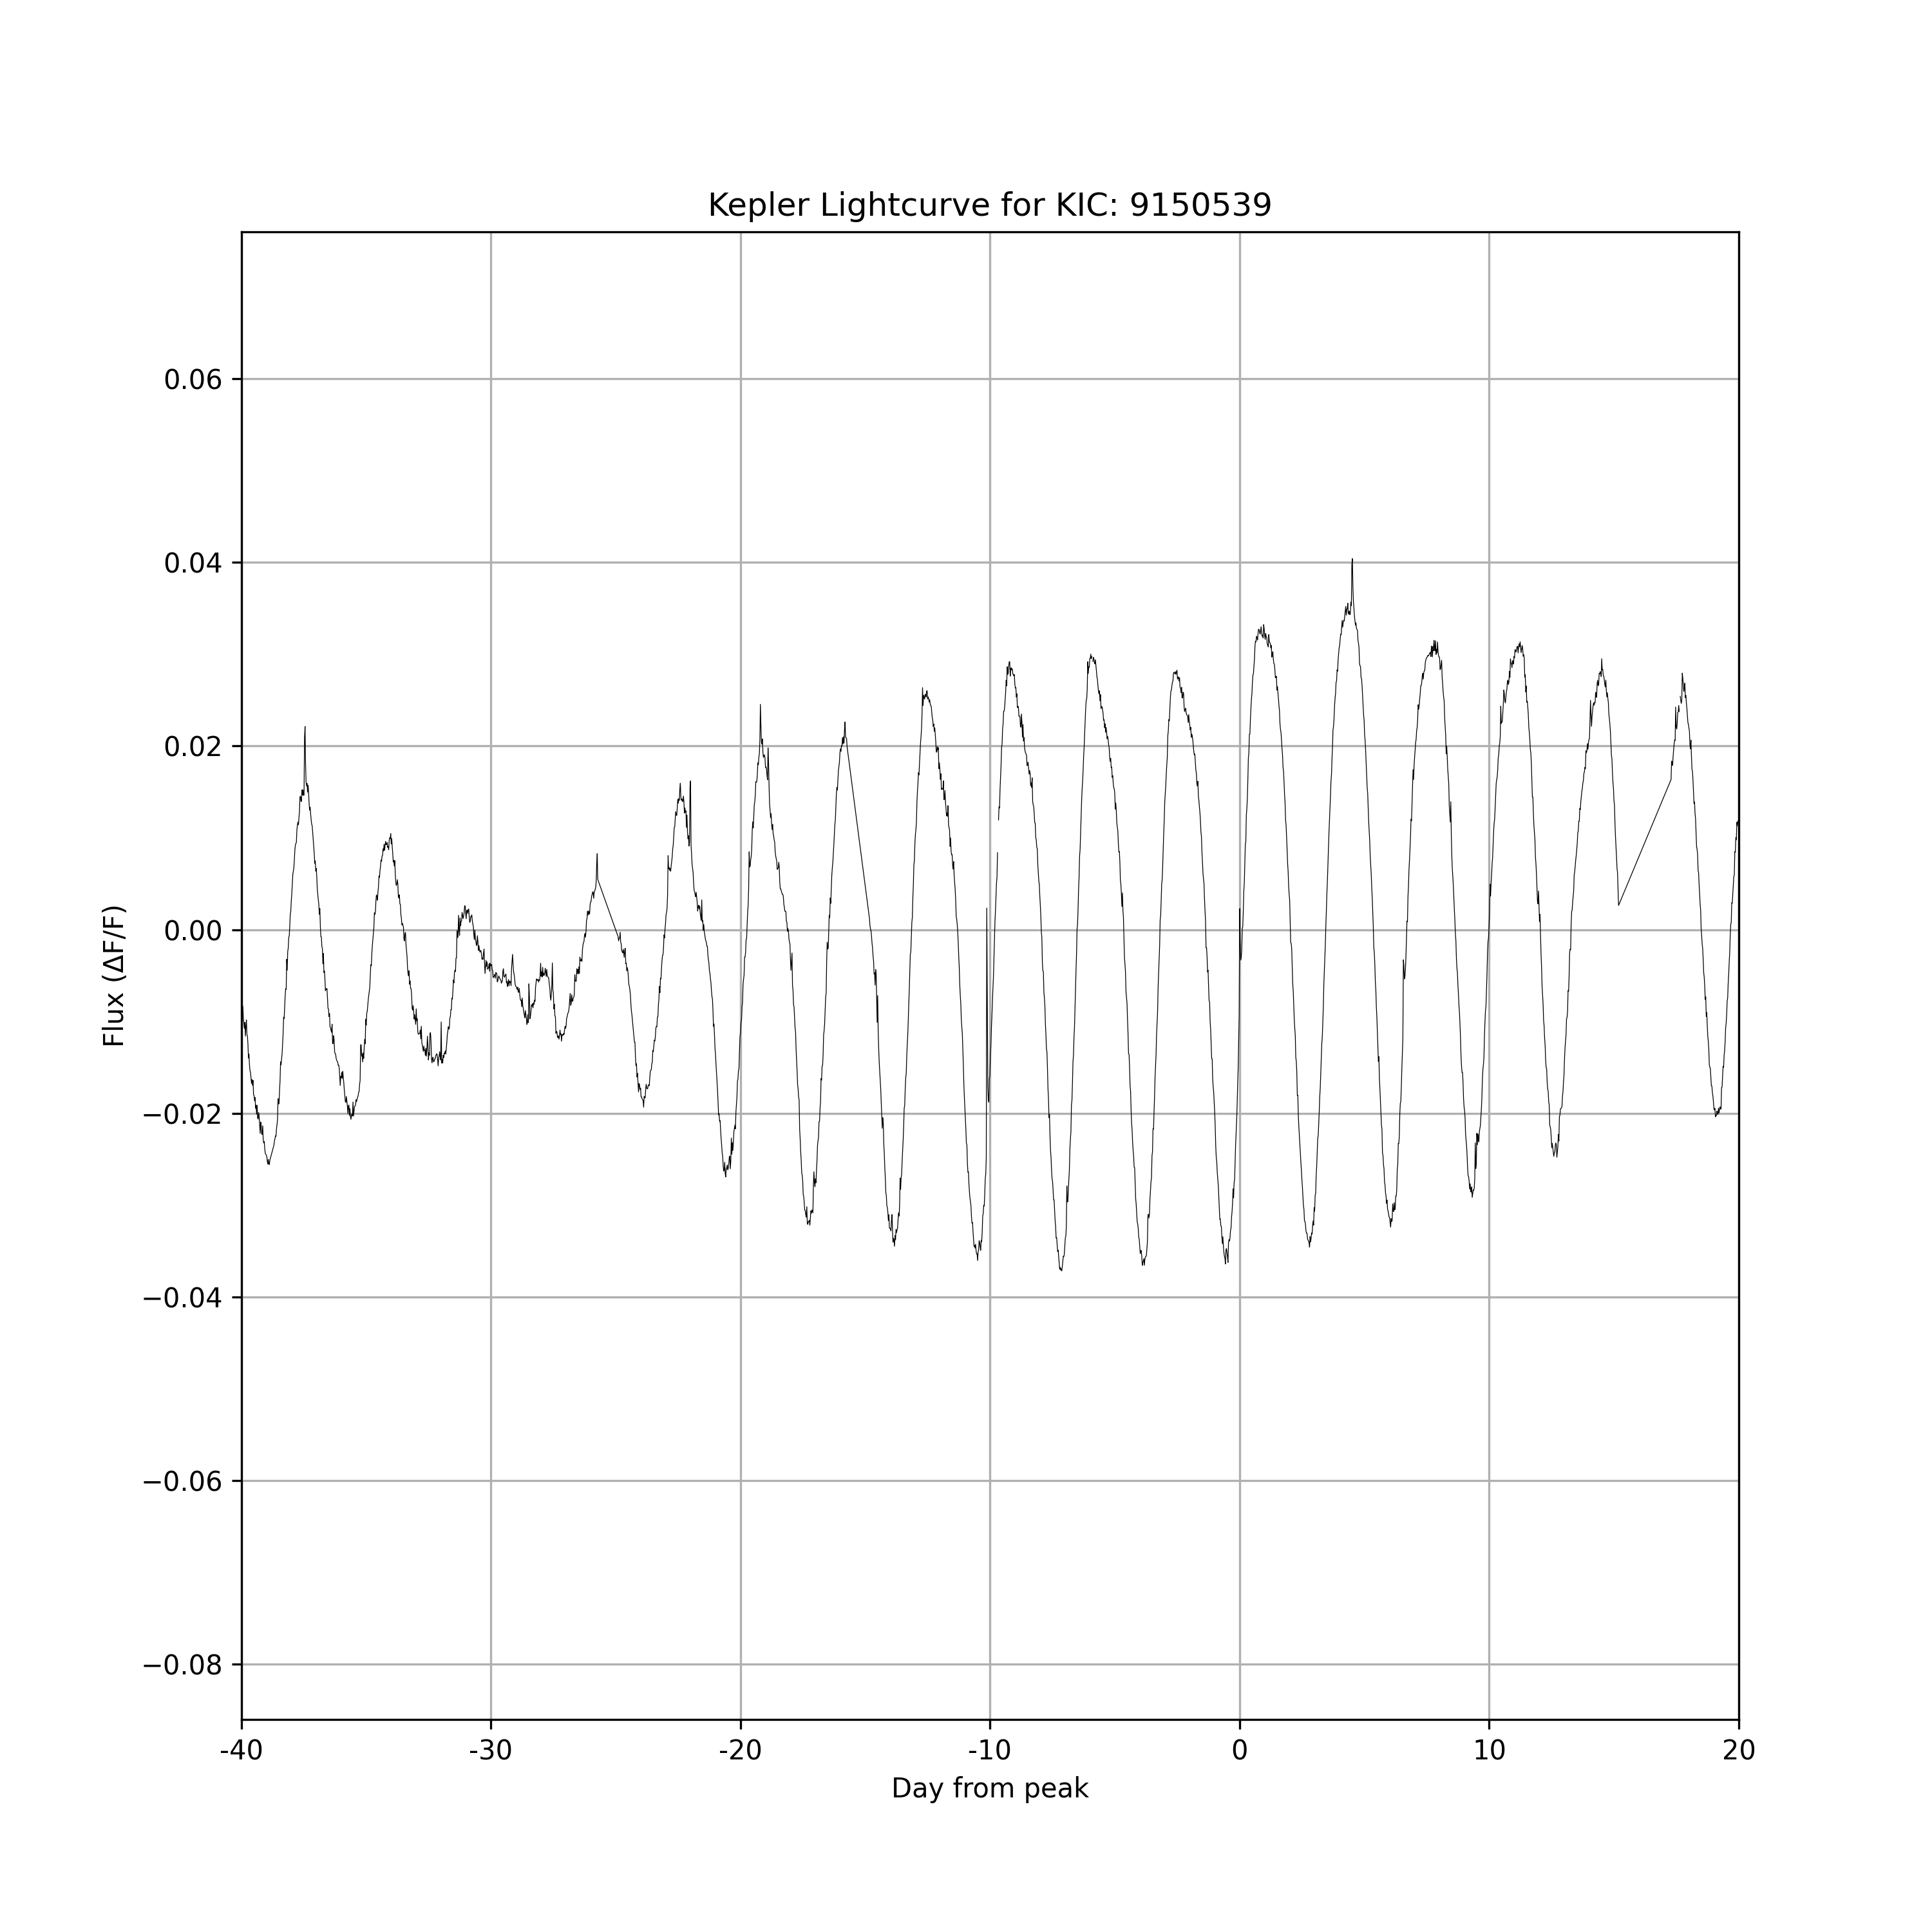 Kepler Lightcurve for KIC: 9150539
0.06
0.04
0.02
0.00
−0.02
−0.04
−0.06
−0.08
Flux (ΔF/F)
-40 -30 -20 -10 0 10 20
Day from peak